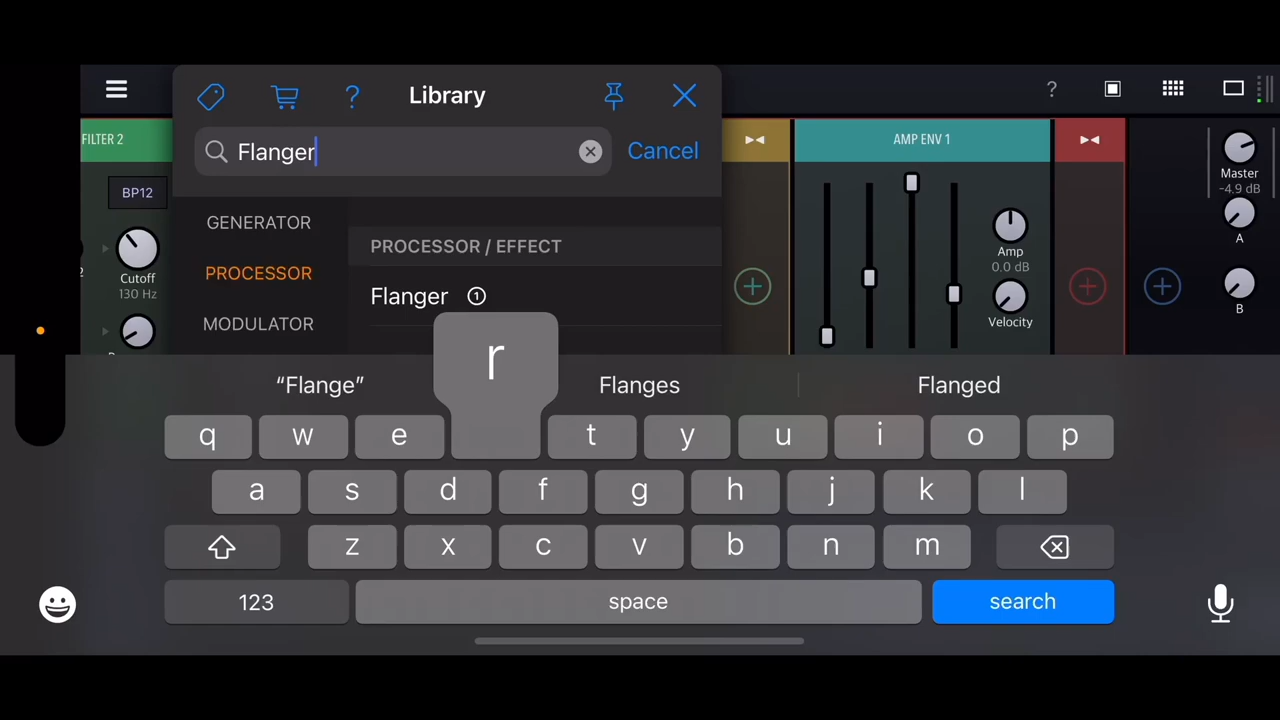 ?
Library
?
FILTER 2
Flanger
Cancel
AMP ENV 1
BP12
GENERATOR
PROCESSOR / EFFECT
Master
-4.9 dB
PROCESSOR
Flanger 1
Cutoff
130 Hz
Amp
0.0 dB
A
MODULATOR
Velocity
B
r
“Flange”
Flanges
Flanged
q w e t y u i o p
a s d f g h j k l
z x c v b n m
123 space search